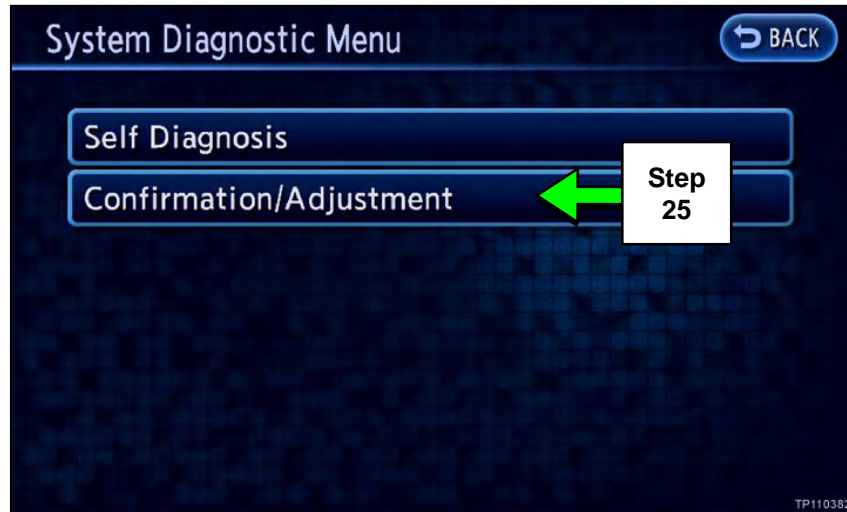 System Diagnostic Menu
BACK
Self Diagnosis
Confirmation/Adjustment
Step
25
TP110382